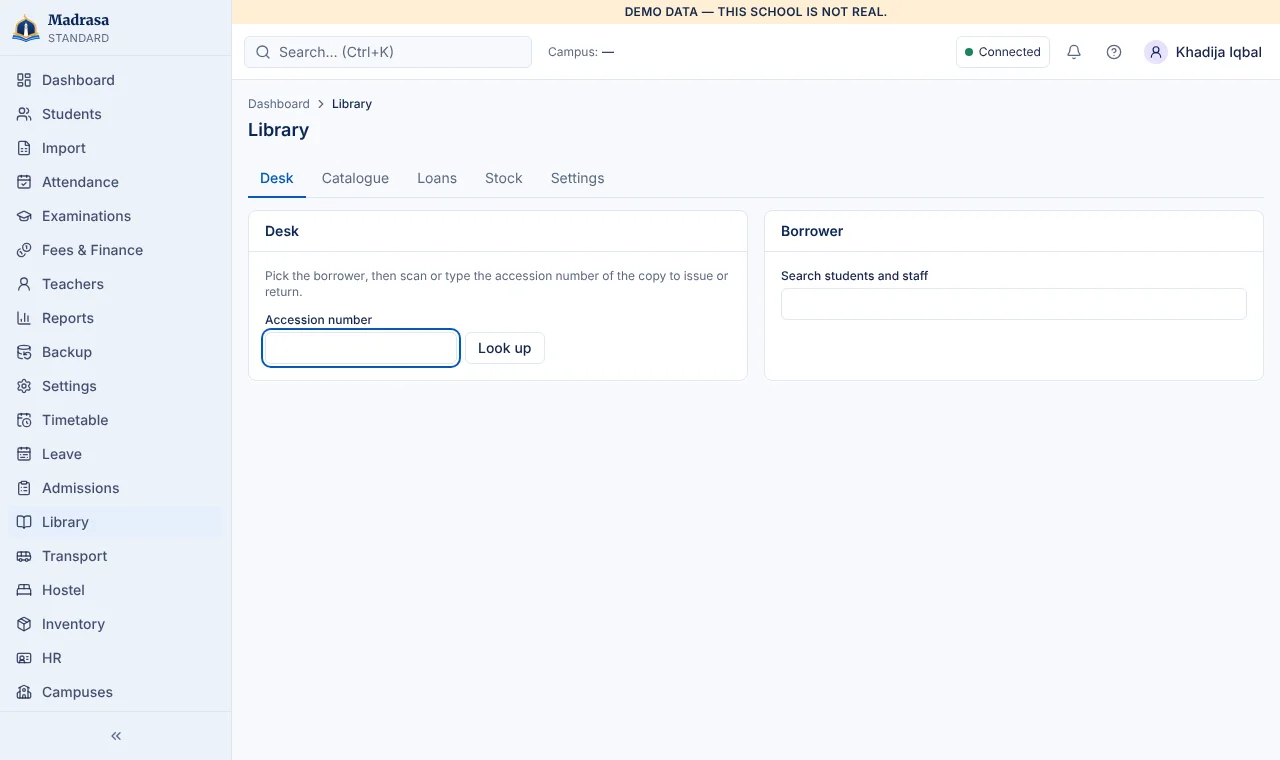 Madrasa
STANDARD
Dashboard
Students
Import
Attendance
Examinations
Fees & Finance
Teachers
Reports
Backup
Settings
Timetable
Leave
Admissions
Library
Transport
Hostel
Inventory
HR
Campuses
DEMO DATA — THIS SCHOOL IS NOT REAL.
Search... (Ctrl+K)
Campus: —
Connected
Khadija Iqbal
Dashboard > Library
Library
Desk Catalogue Loans Stock Settings
Desk
Pick the borrower, then scan or type the accession number of the copy to issue or
return.
Accession number
Look up
Borrower
Search students and staff